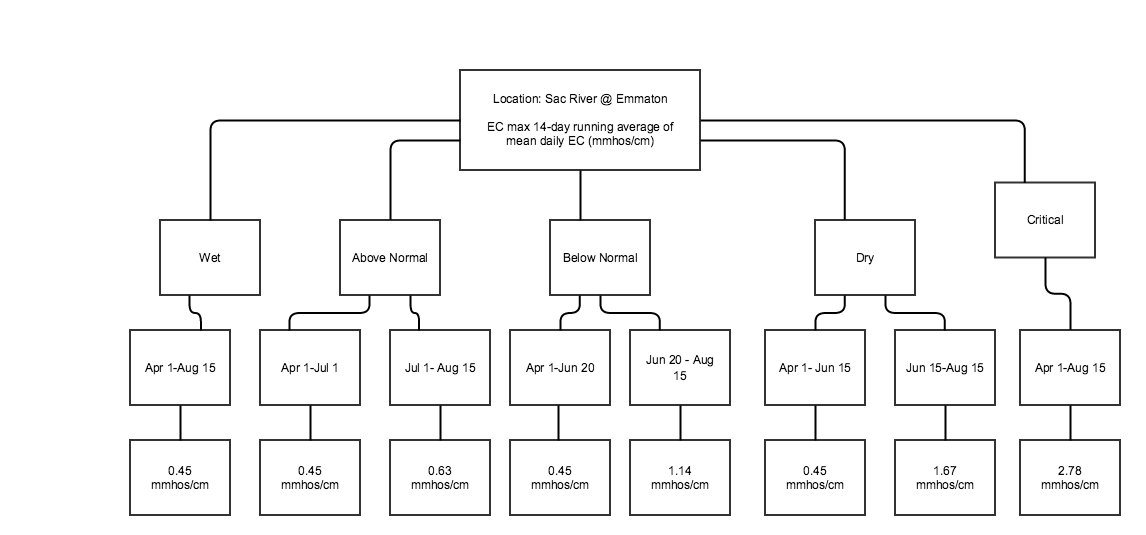 Location: Sac River @ Emmaton
EC max 14-day running average of
mean daily EC (mmhos/cm)
Critical
Wet
Above Normal
Below Normal
Dry
Apr 1-Aug 15
Apr 1-Jul 1
Jul 1- Aug 15
Apr 1-Jun 20
Jun 20 - Aug
15
Apr 1- Jun 15
Jun 15-Aug 15
Apr 1-Aug 15
0.45
mmhos/cm
0.45
mmhos/cm
0.63
mmhos/cm
0.45
mmhos/cm
1.14
mmhos/cm
0.45
mmhos/cm
1.67
mmhos/cm
2.78
mmhos/cm